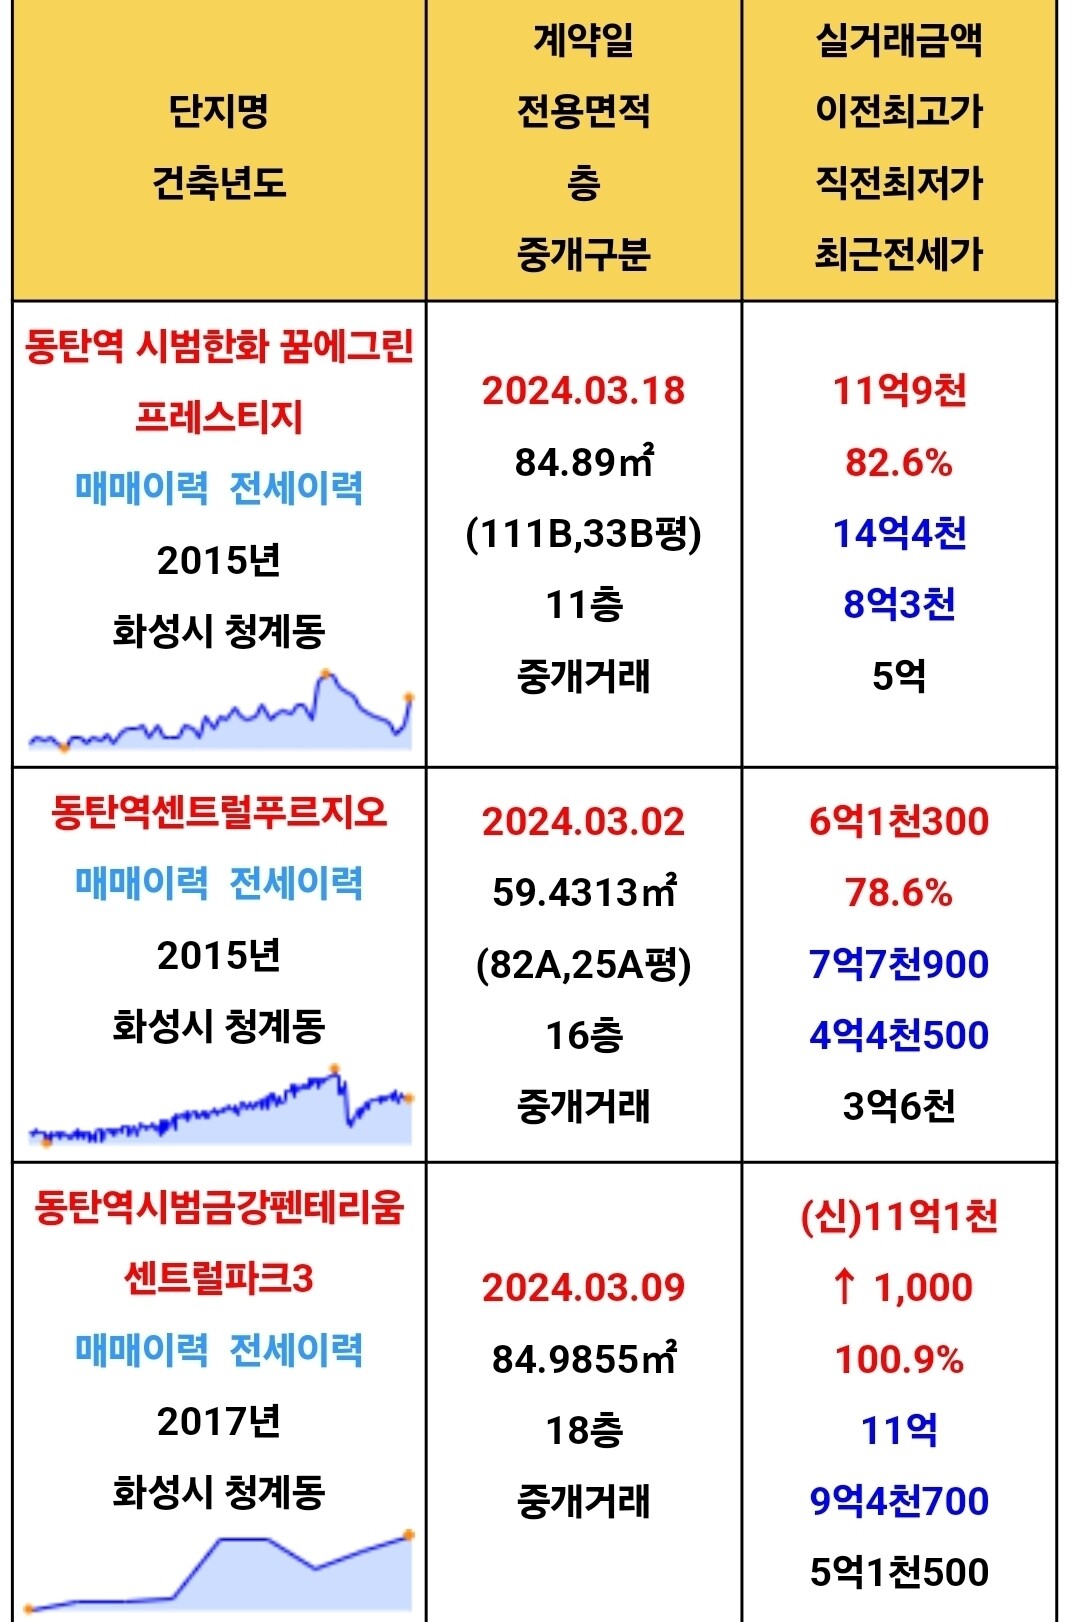 단지명
건축년도
계약일
전용면적
층
중개구분
실거래금액
이전최고가
직전최저가
최근전세가
동탄역 시범한화 꿈에그린
프레스티지
매매이력 전세이력
2015년
화성시 청계동
2024.03.18
84.89㎡
(111B,33B평)
11층
중개거래
11억9천
82.6%
14억4천
8억3천
5억
동탄역센트럴푸르지오
매매이력 전세이력
2015년
화성시 청계동
2024.03.02
59.4313㎡
(82A,25A평)
16층
중개거래
6억1천300
78.6%
7억7천900
4억4천500
3억6천
동탄역시범금강펜테리움
센트럴파크3
매매이력 전세이력
2017년
화성시 청계동
2024.03.09
84.9855㎡
18층
중개거래
(신)11억1천
↑ 1,000
100.9%
11억
9억4천700
5억1천500